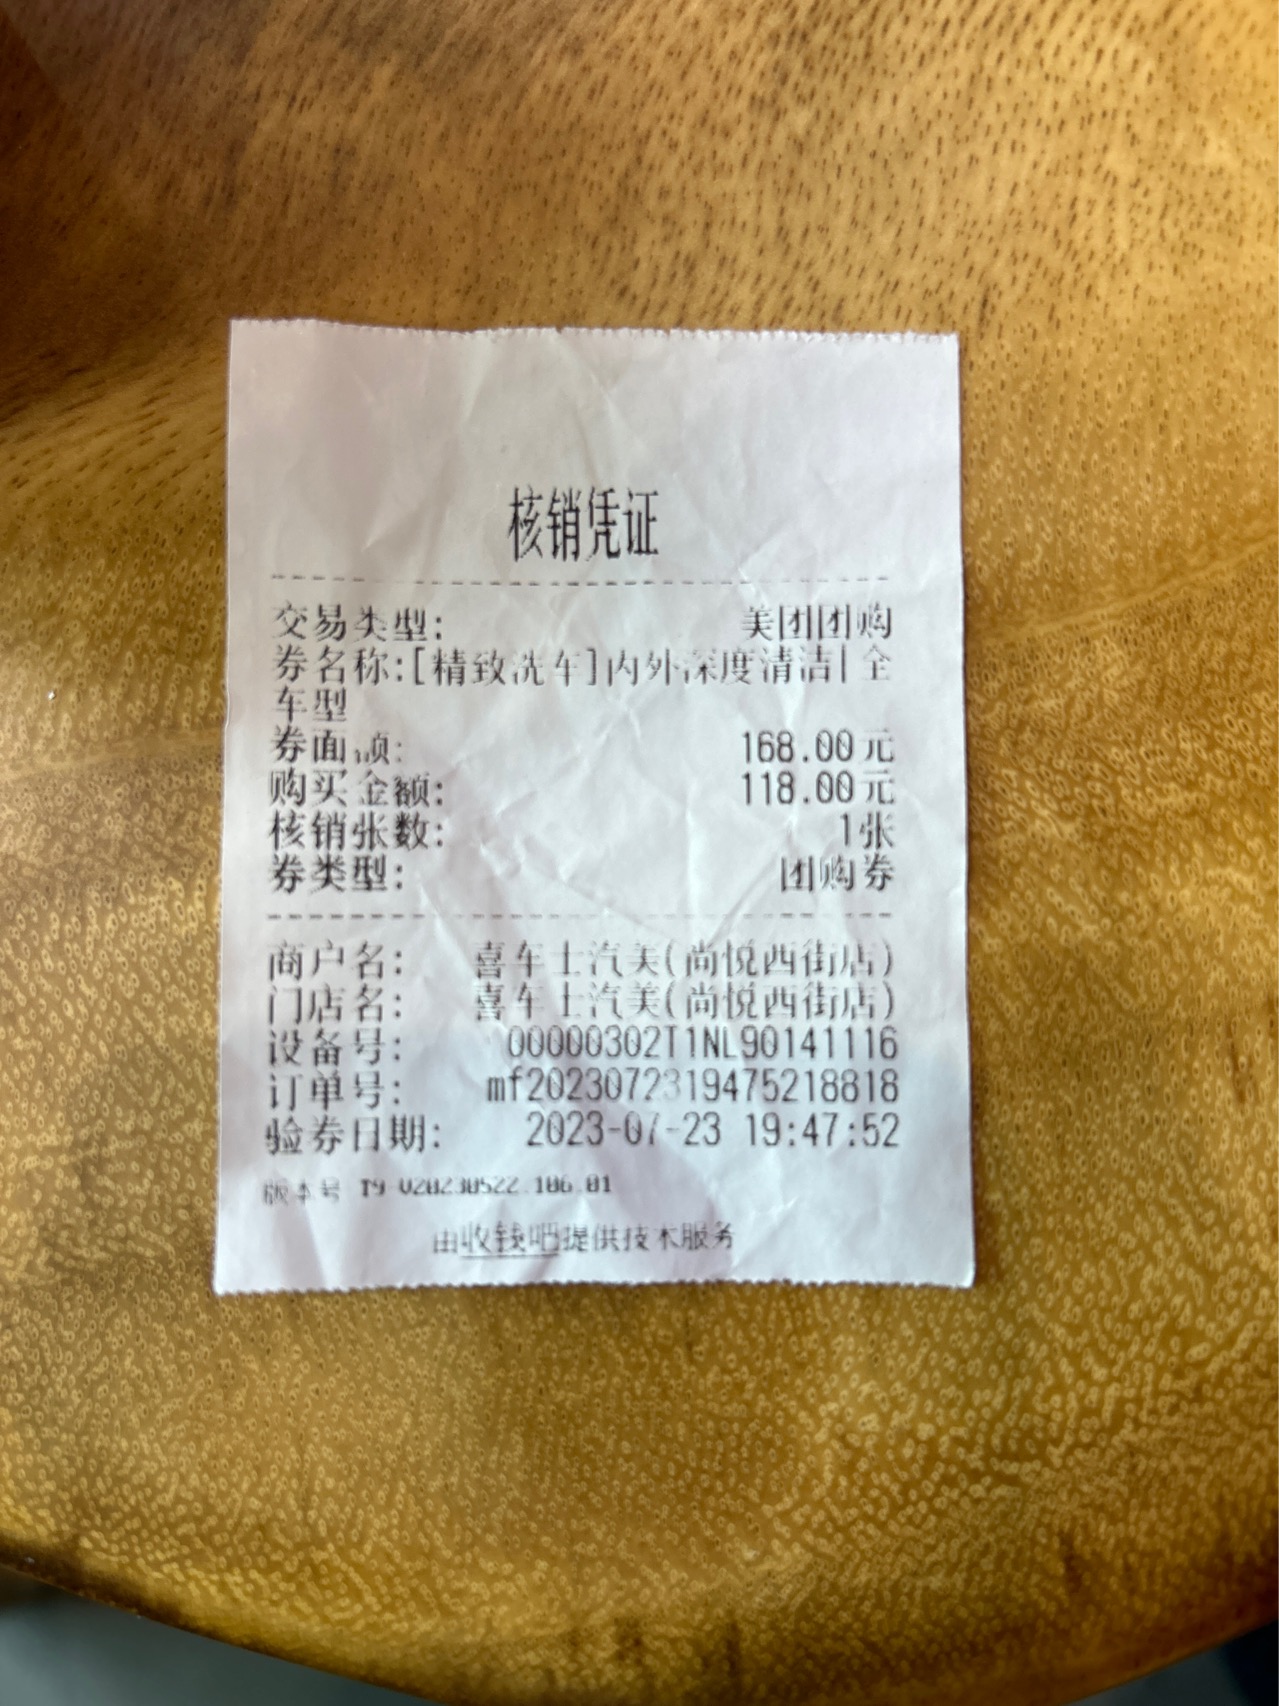 核销凭证
交易类型: 美团团购
券名称:[精致洗车]内外深度清洁|全
车型
券面额: 168.00元
购买金额: 118.00元
核销张数: 1张
券类型: 团购券
商户名: 喜车士汽美(尚悦西街店)
门店名: 喜车士汽美(尚悦西街店)
设备号: 00000302T1NL90141116
订单号: mf20230723194752188​18
验券日期: 2023-07-23 19:47:52
版本号 T9 V20230522.106.01
由收钱吧提供技术服务